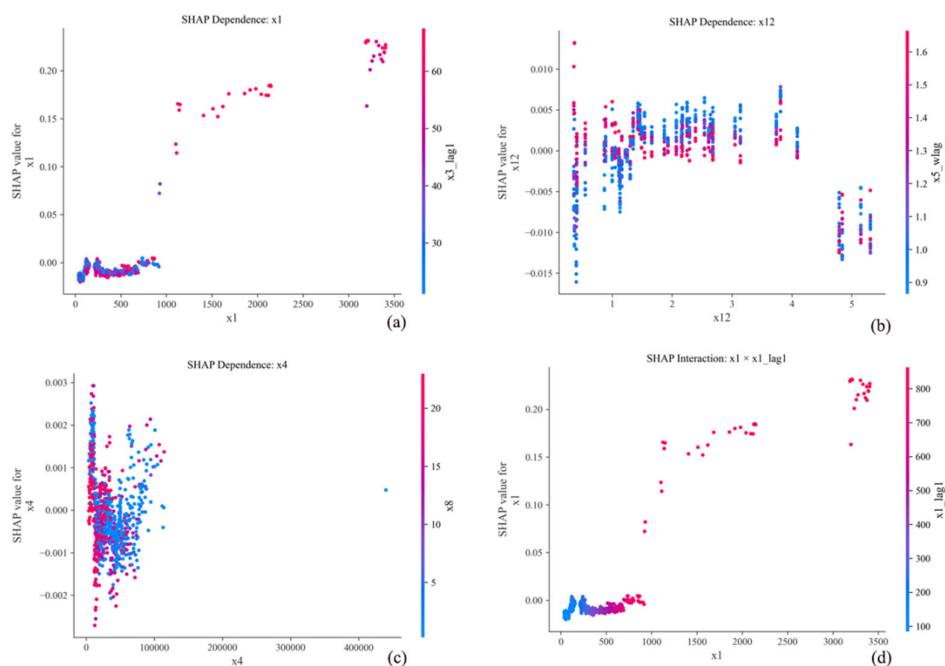 SHAP Dependence: x1
SHAP value for
x1
0.20
0.15
0.10
0.05
0.00
0 500 1000 1500 2000 2500 3000 3500
x1
60
50
40
30
x3_lag1
(a)
SHAP Dependence: x12
SHAP value for
x12
0.010
0.005
0.000
−0.005
−0.010
−0.015
1 2 3 4 5
x12
1.6
1.5
1.4
1.3
1.2
1.1
1.0
0.9
x5_wlag
(b)
SHAP Dependence: x4
SHAP value for
x4
0.003
0.002
0.001
0.000
−0.001
−0.002
0 100000 200000 300000 400000
x4
20
15
10
5
x8
(c)
SHAP Interaction: x1 × x1_lag1
SHAP value for
x1
0.20
0.15
0.10
0.05
0.00
0 500 1000 1500 2000 2500 3000 3500
x1
800
700
600
500
400
300
200
100
x1_lag1
(d)